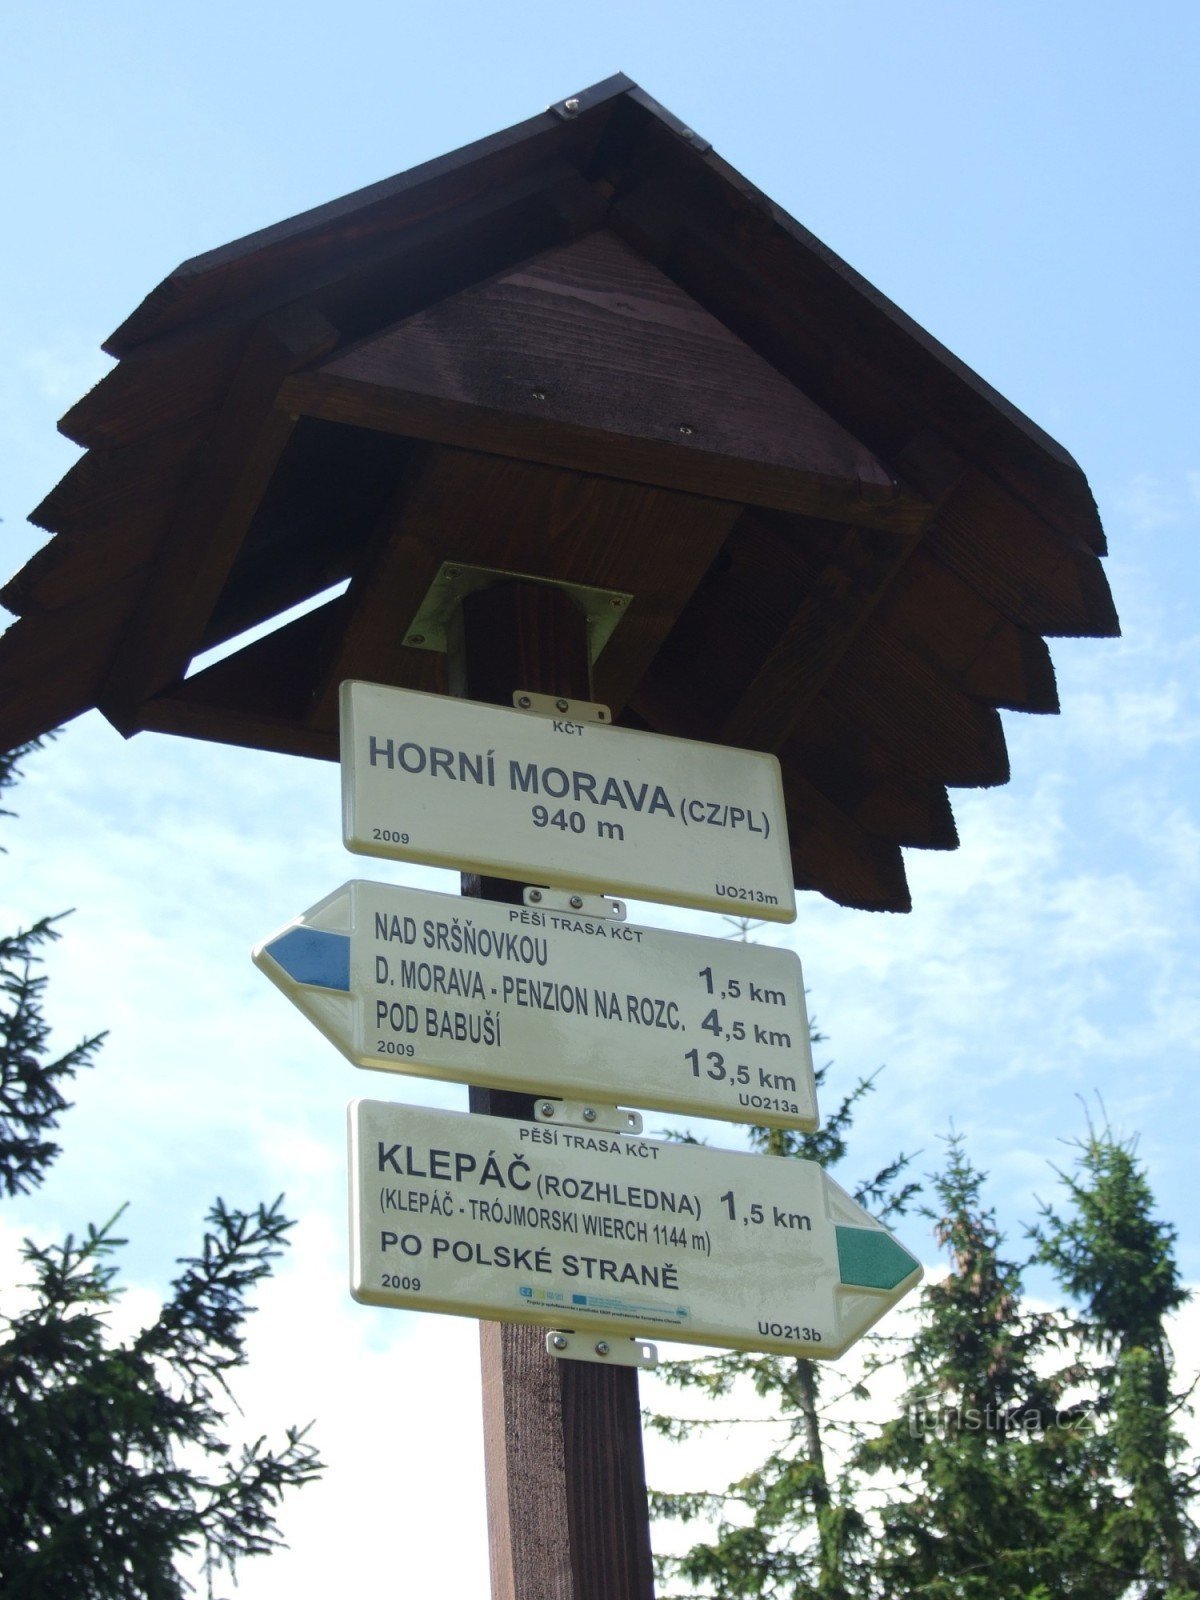 KČT
HORNÍ MORAVA (CZ/PL)
940 m
2009
UO213m
PĚŠÍ TRASA KČT
NAD SRŠŇOVKOU 1,5 km
D. MORAVA - PENZION NA ROZC. 4,5 km
POD BABUŠÍ 13,5 km
2009
UO213a
PĚŠÍ TRASA KČT
KLEPÁČ (ROZHLEDNA) 1,5 km
(KLEPÁČ - TRÓJMORSKI WIERCH 1144 m)
PO POLSKÉ STRANĚ
2009
UO213b
turistika.cz